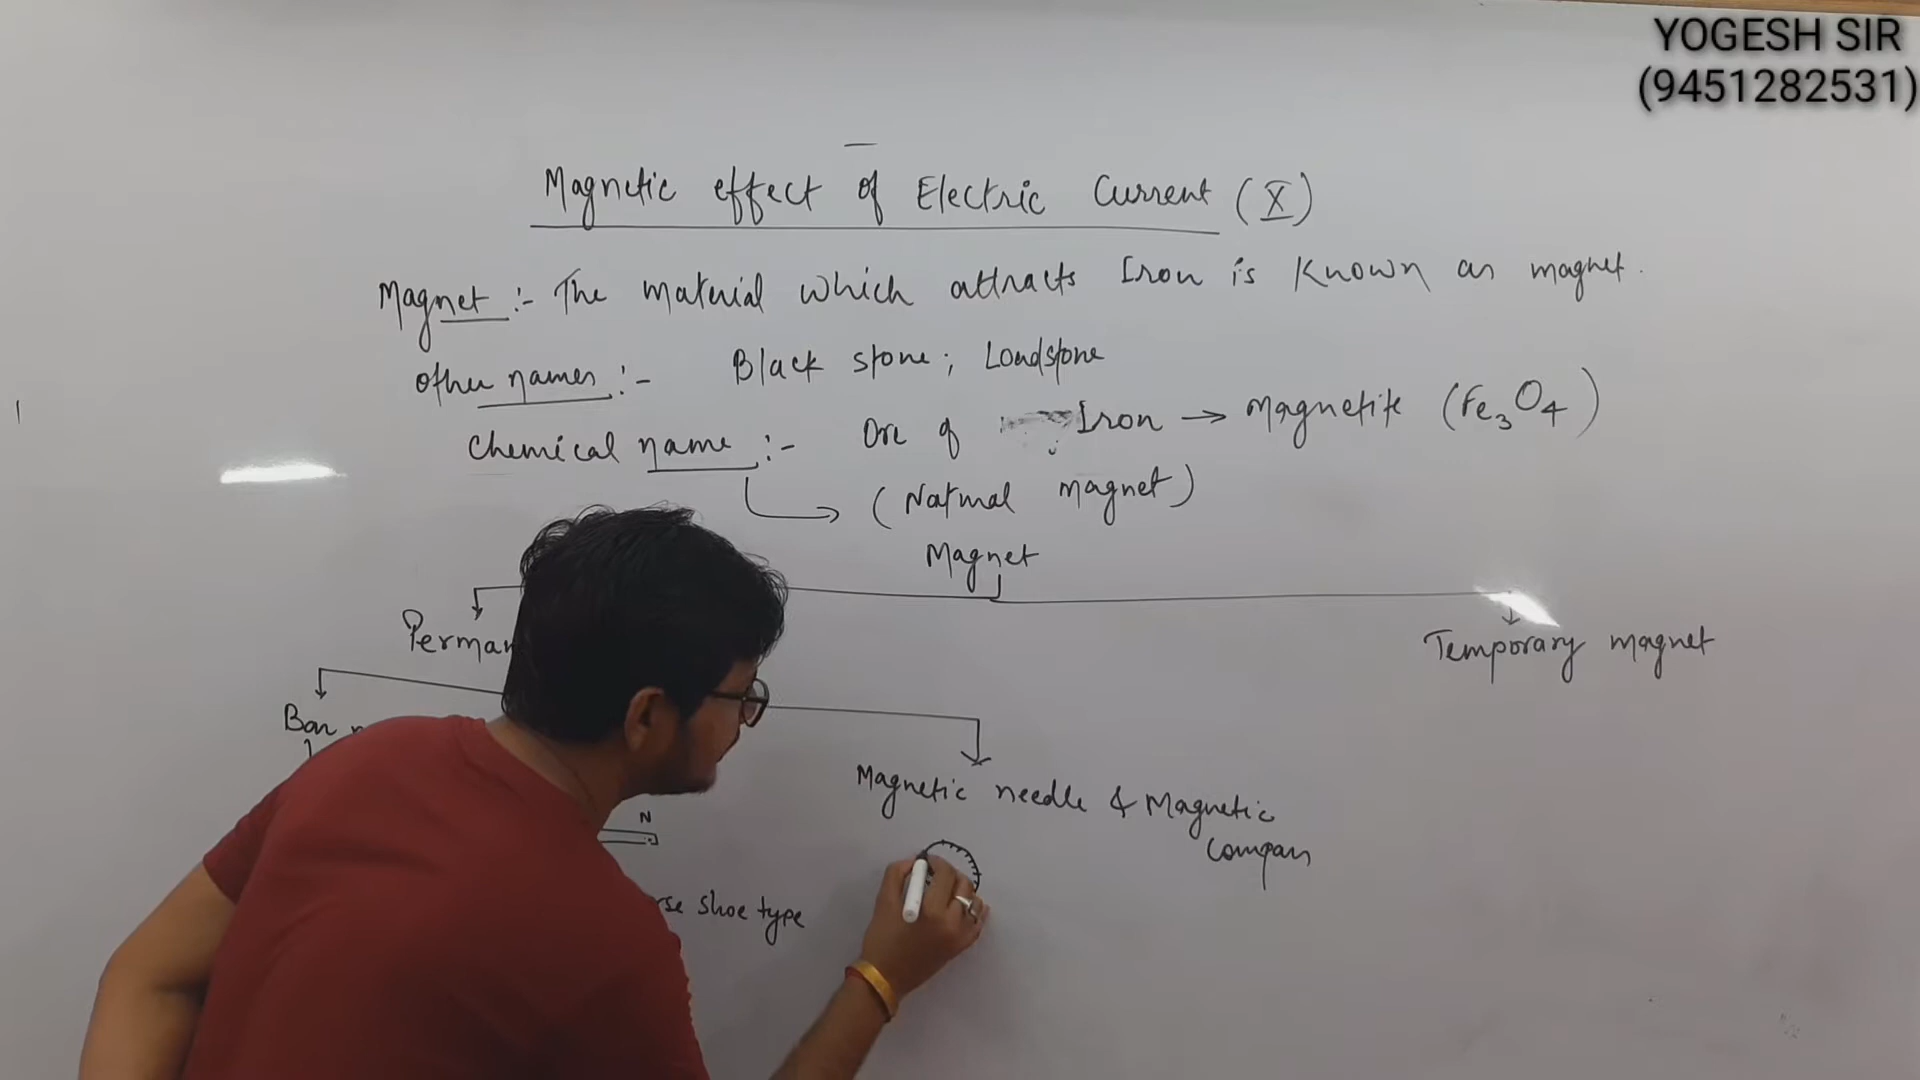 YOGESH SIR
(9451282531)
Magnetic effect of Electric Current (X)
Magnet :- The material which attracts Iron is Known as magnet.
Other names :- Black stone; Loadstone
Chemical name :- Ore of Iron → Magnetite (Fe₃O₄)
(Natural magnet)
Magnet
Temporary magnet
Bar
Magnetic needle & Magnetic
compass
N
shoe type